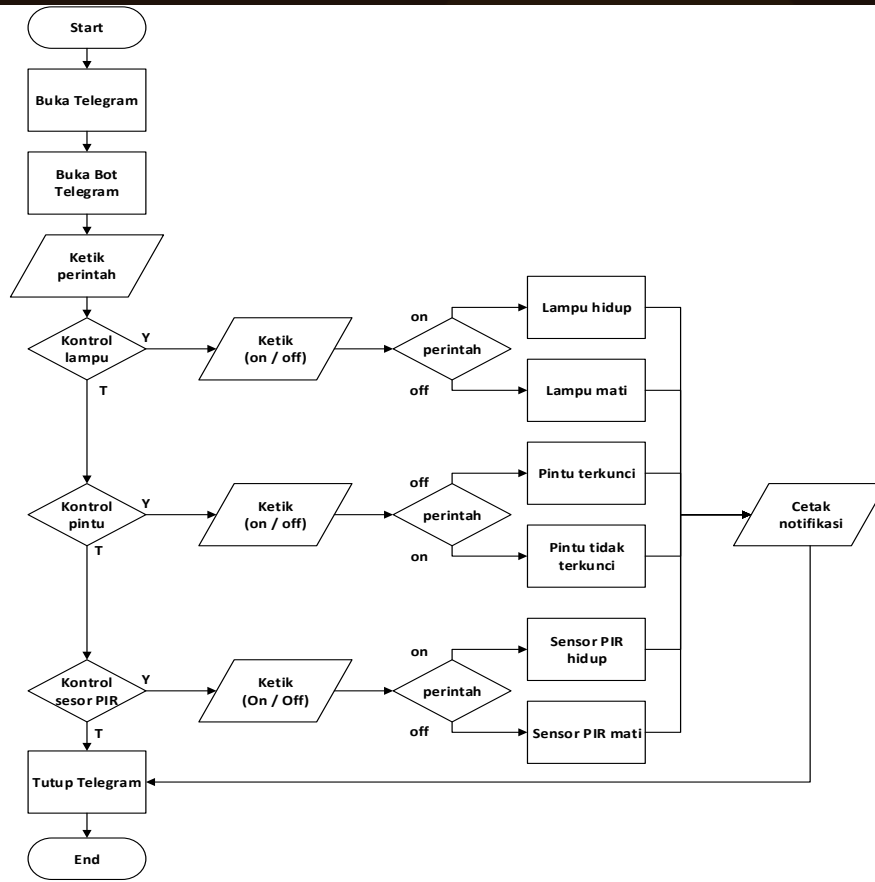 Start
Buka Telegram
Buka Bot
Telegram
Ketik
perintah
Kontrol
lampu
Y
T
Ketik
(on / off)
perintah
on
off
Lampu hidup
Lampu mati
Kontrol
pintu
Y
T
Ketik
(on / off)
perintah
off
on
Pintu terkunci
Pintu tidak
terkunci
Cetak
notifikasi
Kontrol
sesor PIR
Y
T
Ketik
(On / Off)
perintah
on
off
Sensor PIR
hidup
Sensor PIR mati
Tutup Telegram
End